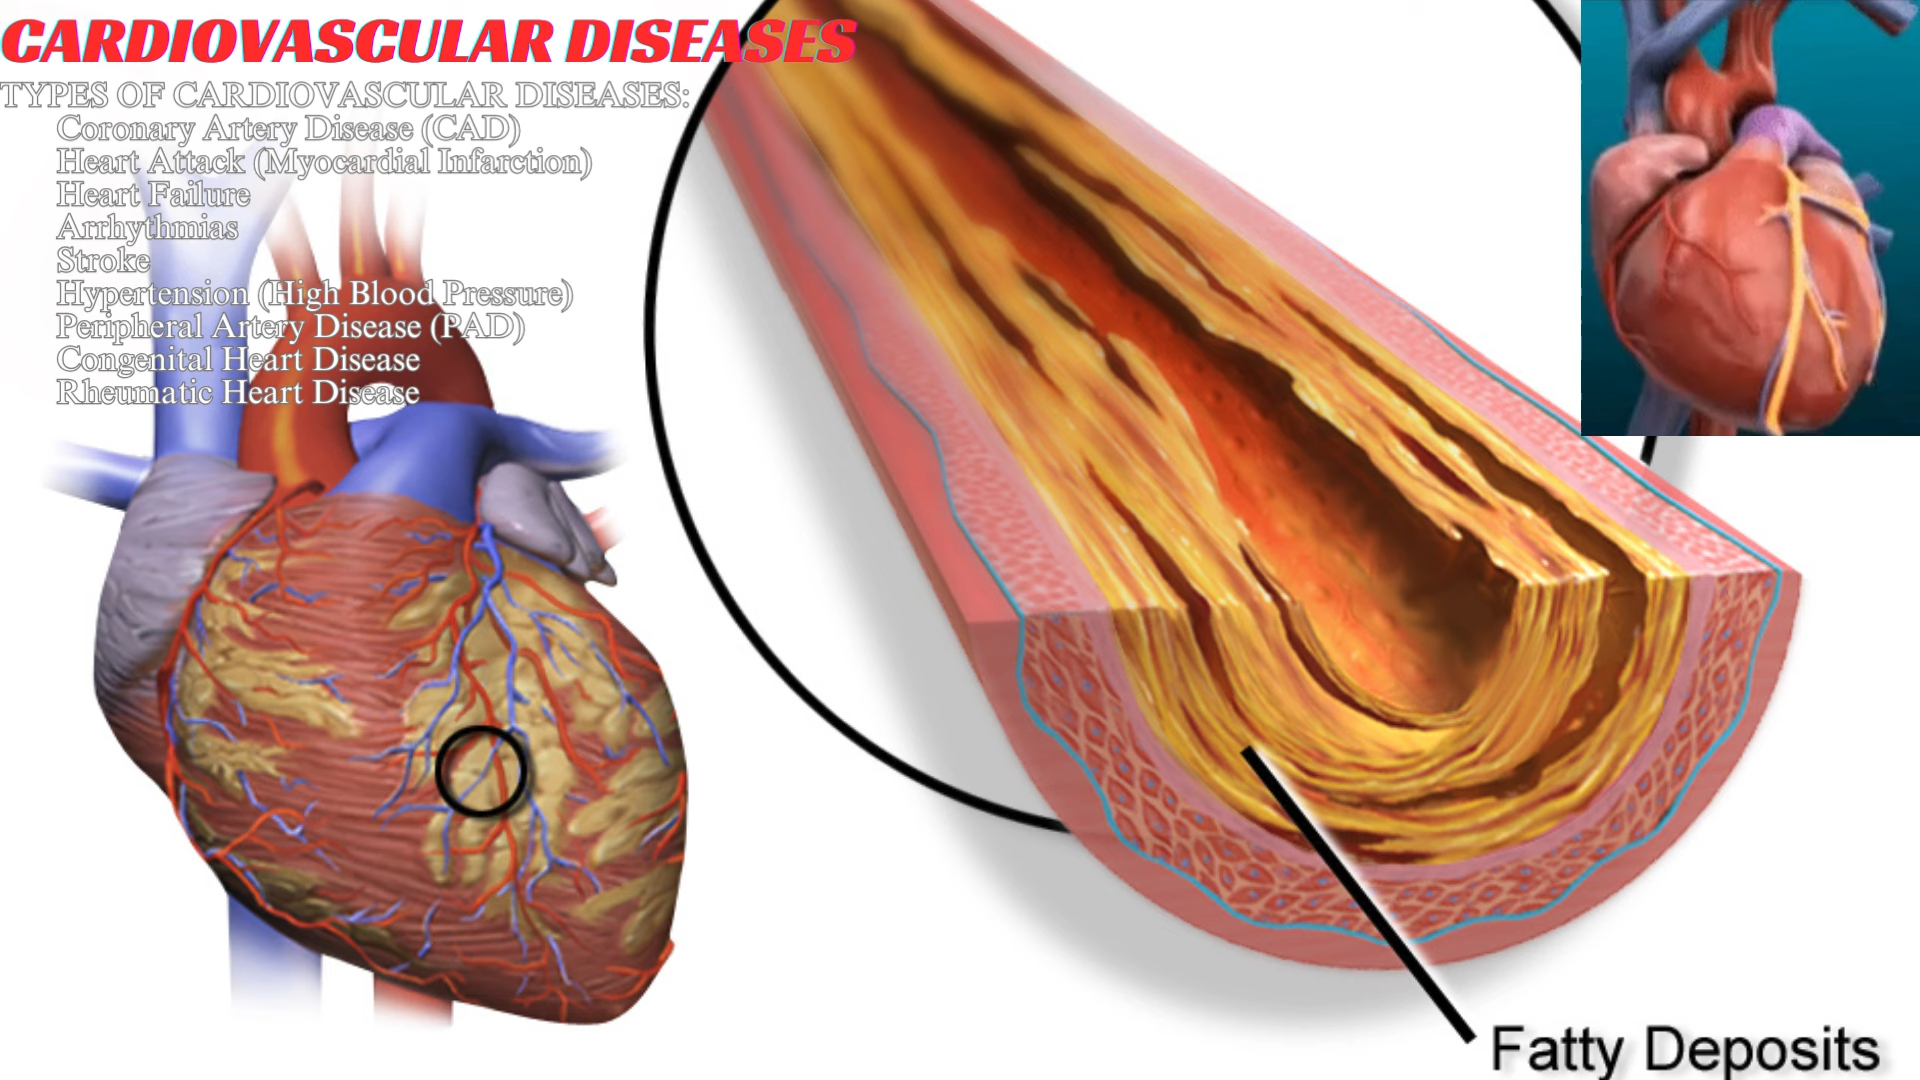 CARDIOVASCULAR DISEASES
TYPES OF CARDIOVASCULAR DISEASES:
Coronary Artery Disease (CAD)
Heart Attack (Myocardial Infarction)
Heart Failure
Arrhythmias
Stroke
Hypertension (High Blood Pressure)
Peripheral Artery Disease (PAD)
Congenital Heart Disease
Rheumatic Heart Disease
Fatty Deposits